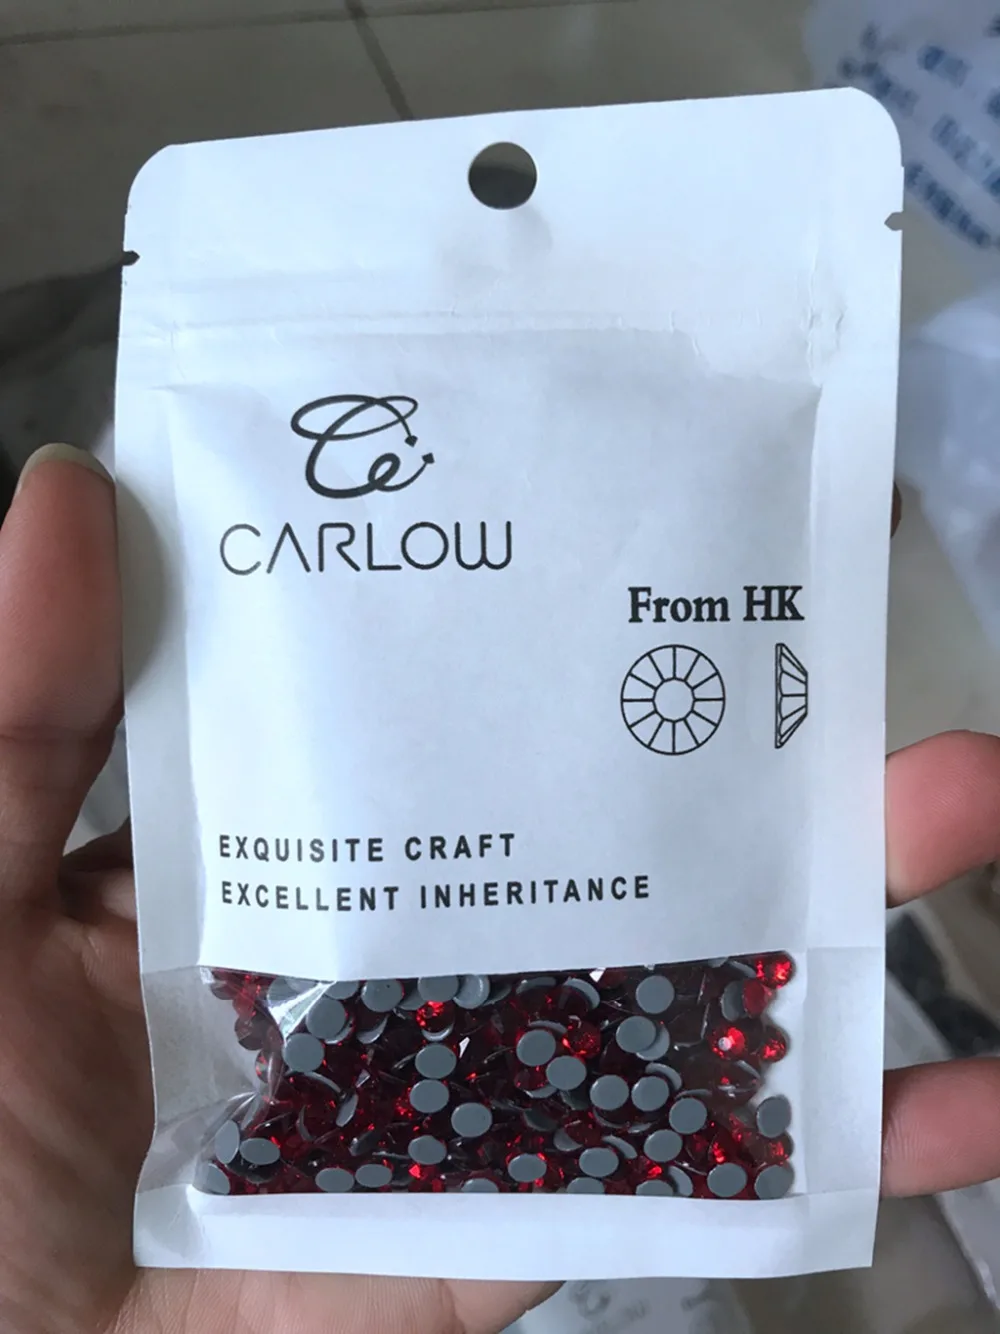 CARLOW
From HK
EXQUISITE CRAFT
EXCELLENT INHERITANCE